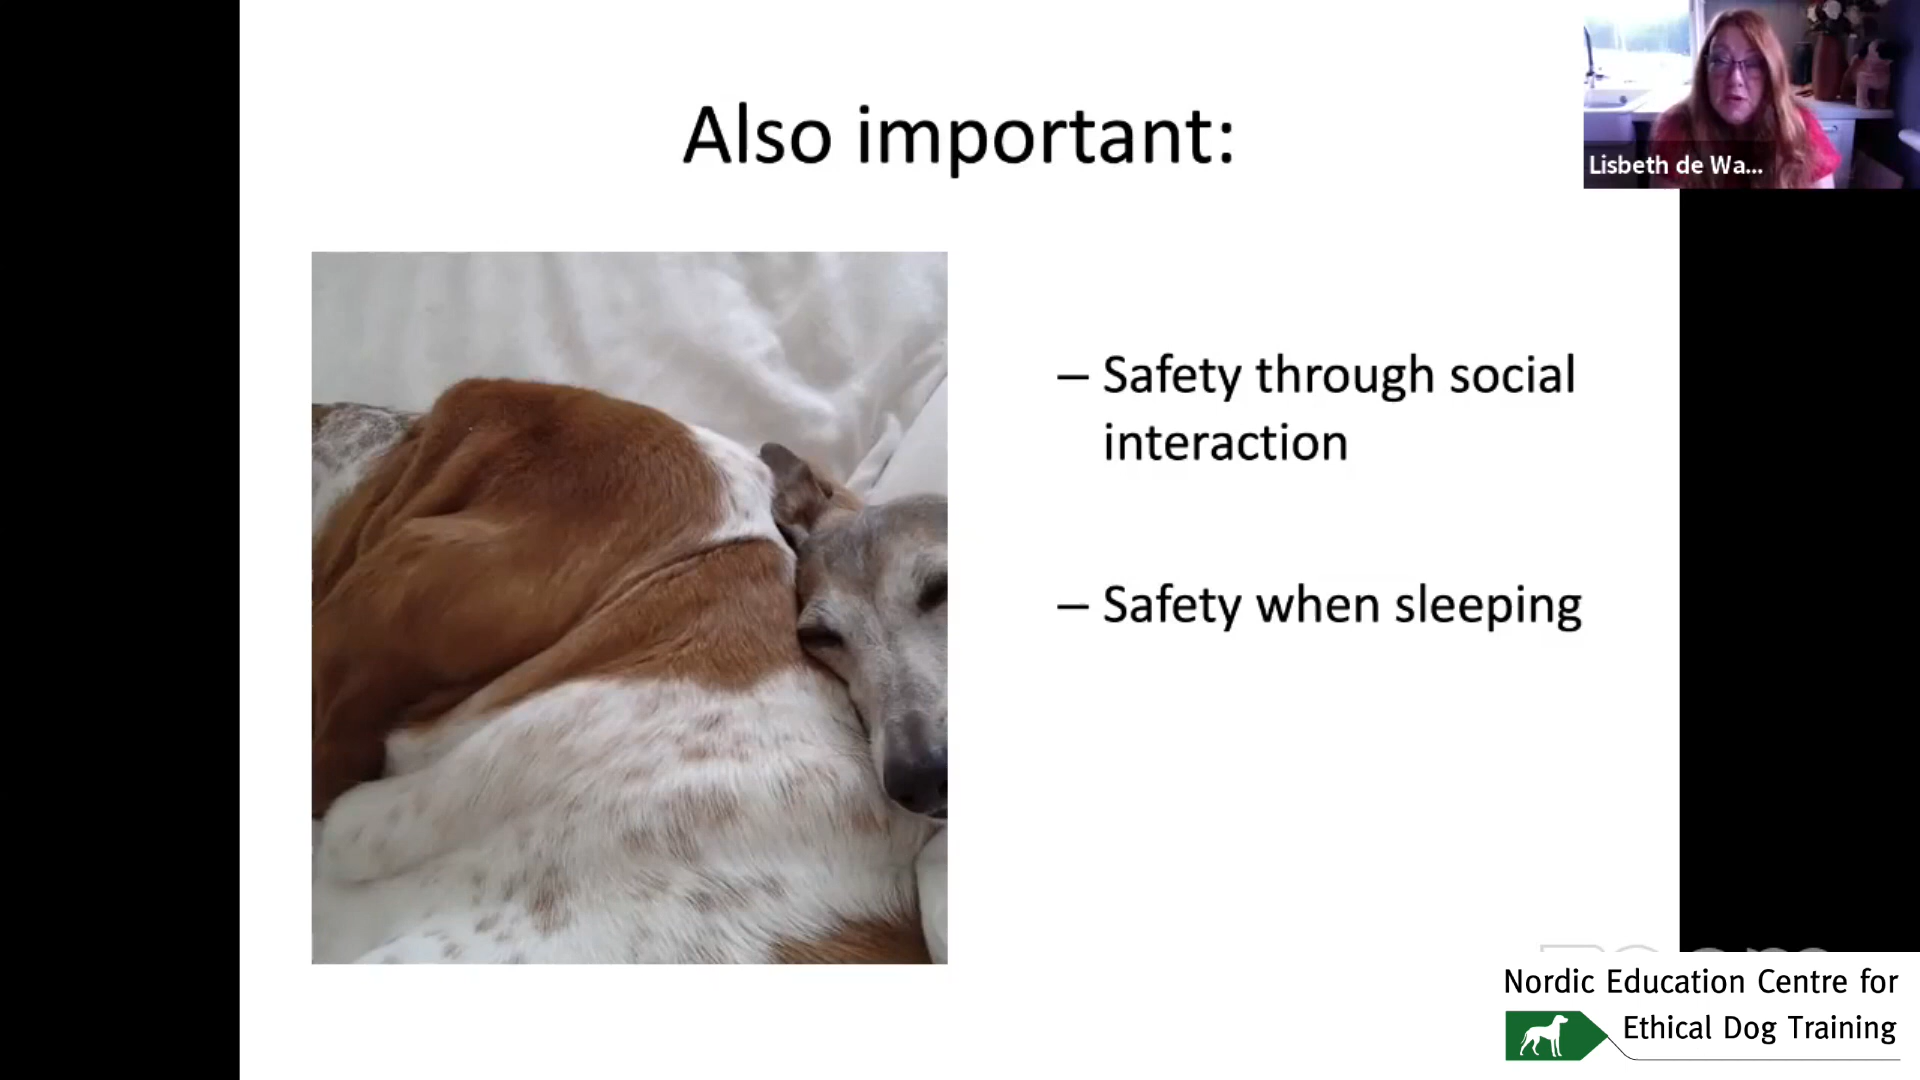 Also important:
Lisbeth de Wa...
– Safety through social
interaction
– Safety when sleeping
Nordic Education Centre for
Ethical Dog Training